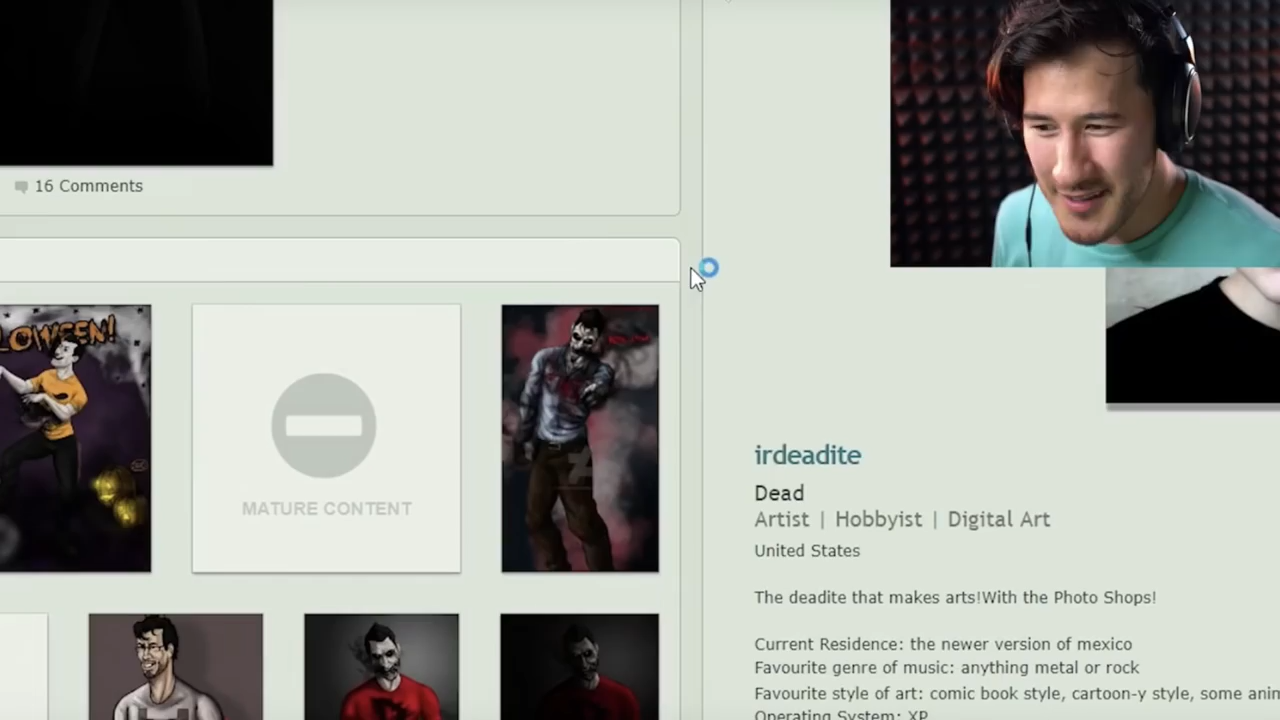 16 Comments
LOWEEN!
MATURE CONTENT
irdeadite
Dead
Artist | Hobbyist | Digital Art
United States
The deadite that makes arts!With the Photo Shops!
Current Residence: the newer version of mexico
Favourite genre of music: anything metal or rock
Favourite style of art: comic book style, cartoon-y style, some anim
Operating System: XP